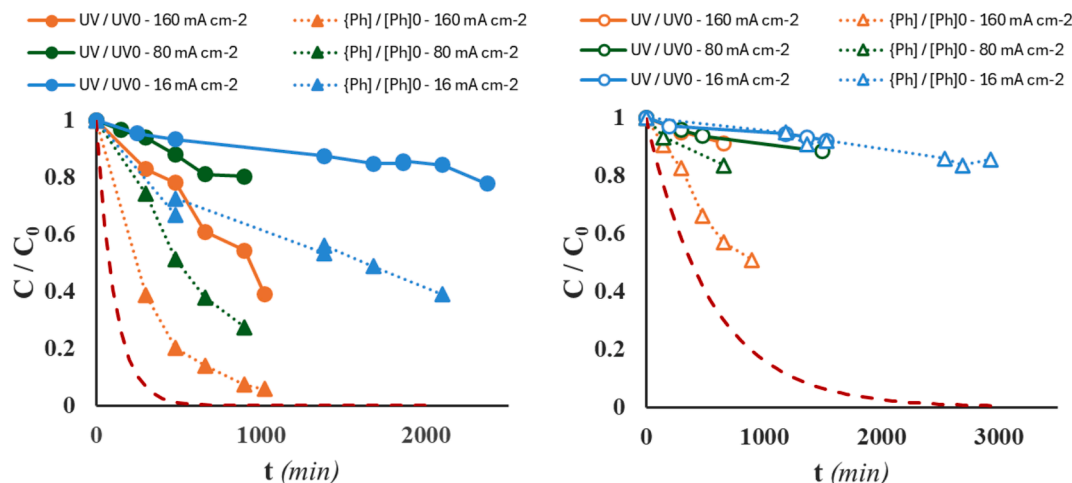 UV / UV0 - 160 mA cm-2 {Ph] / [Ph]0 - 160 mA cm-2
UV / UV0 - 80 mA cm-2 {Ph] / [Ph]0 - 80 mA cm-2
UV / UV0 - 16 mA cm-2 {Ph] / [Ph]0 - 16 mA cm-2
1
0.8
0.6
0.4
0.2
0
C / C0
0 1000 2000
t (min)
UV / UV0 - 160 mA cm-2 {Ph] / [Ph]0 - 160 mA cm-2
UV / UV0 - 80 mA cm-2 {Ph] / [Ph]0 - 80 mA cm-2
UV / UV0 - 16 mA cm-2 {Ph] / [Ph]0 - 16 mA cm-2
1
0.8
0.6
0.4
0.2
0
C / C0
0 1000 2000 3000
t (min)